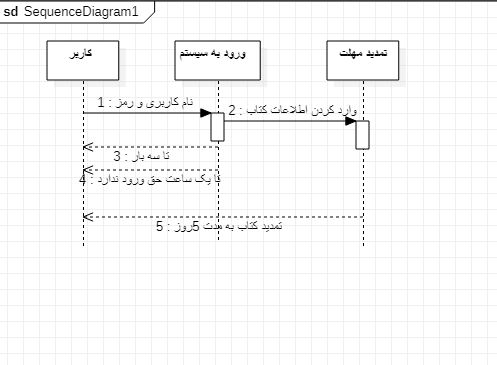 sd SequenceDiagram1
کاربر
ورود به سیستم
تمدید مهلت
1 : نام کاربری و رمز
2 : وارد کردن اطلاعات کتاب
3 : تا سه بار
4 : تا یک ساعت حق ورود ندارد
5 : تمدید کتاب به مدت 5روز